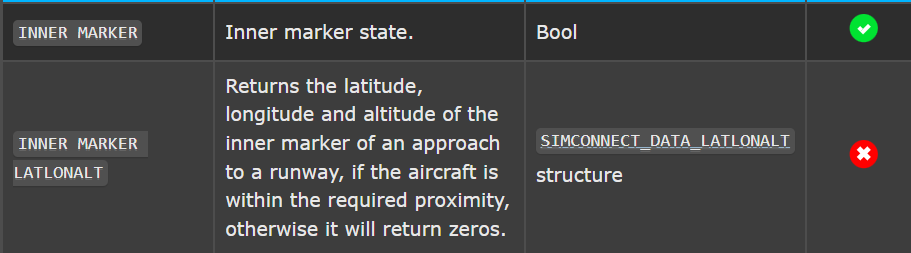 INNER MARKER
Inner marker state.
Bool
INNER MARKER
LATLONALT
Returns the latitude,
longitude and altitude of the
inner marker of an approach
to a runway, if the aircraft is
within the required proximity,
otherwise it will return zeros.
SIMCONNECT_DATA_LATLONALT
structure